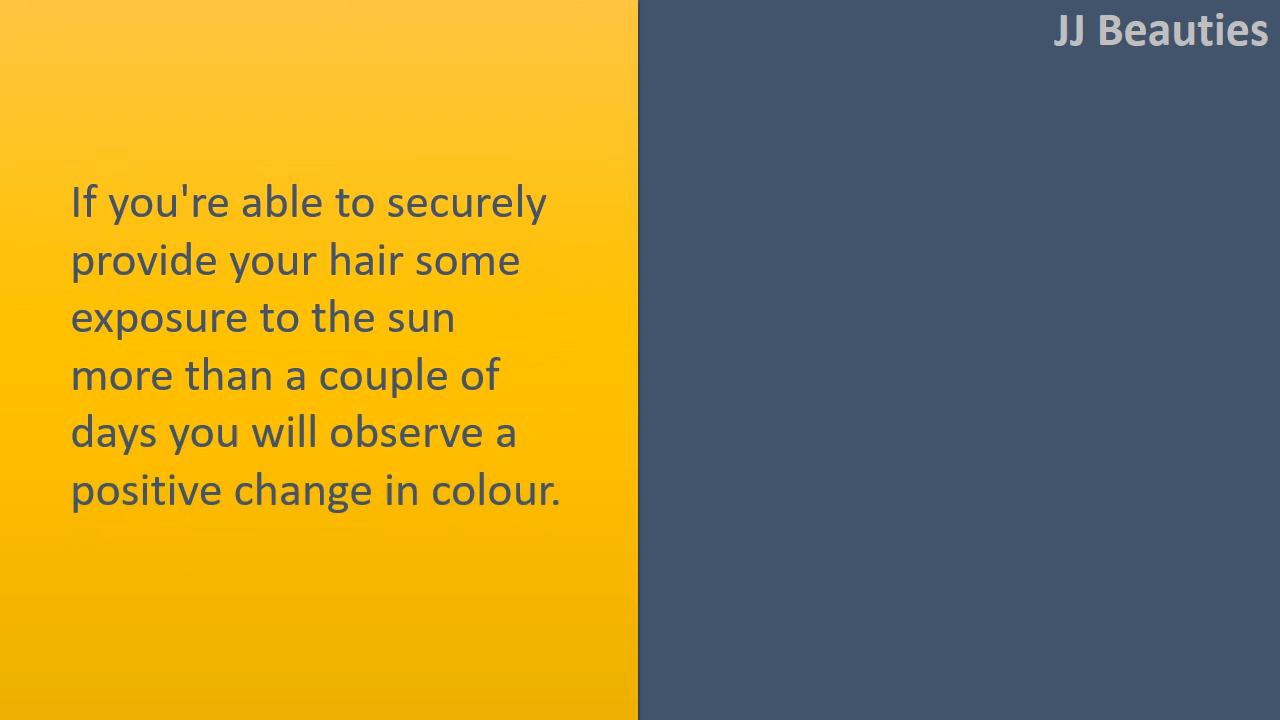 JJ Beauties
If you're able to securely
provide your hair some
exposure to the sun
more than a couple of
days you will observe a
positive change in colour.